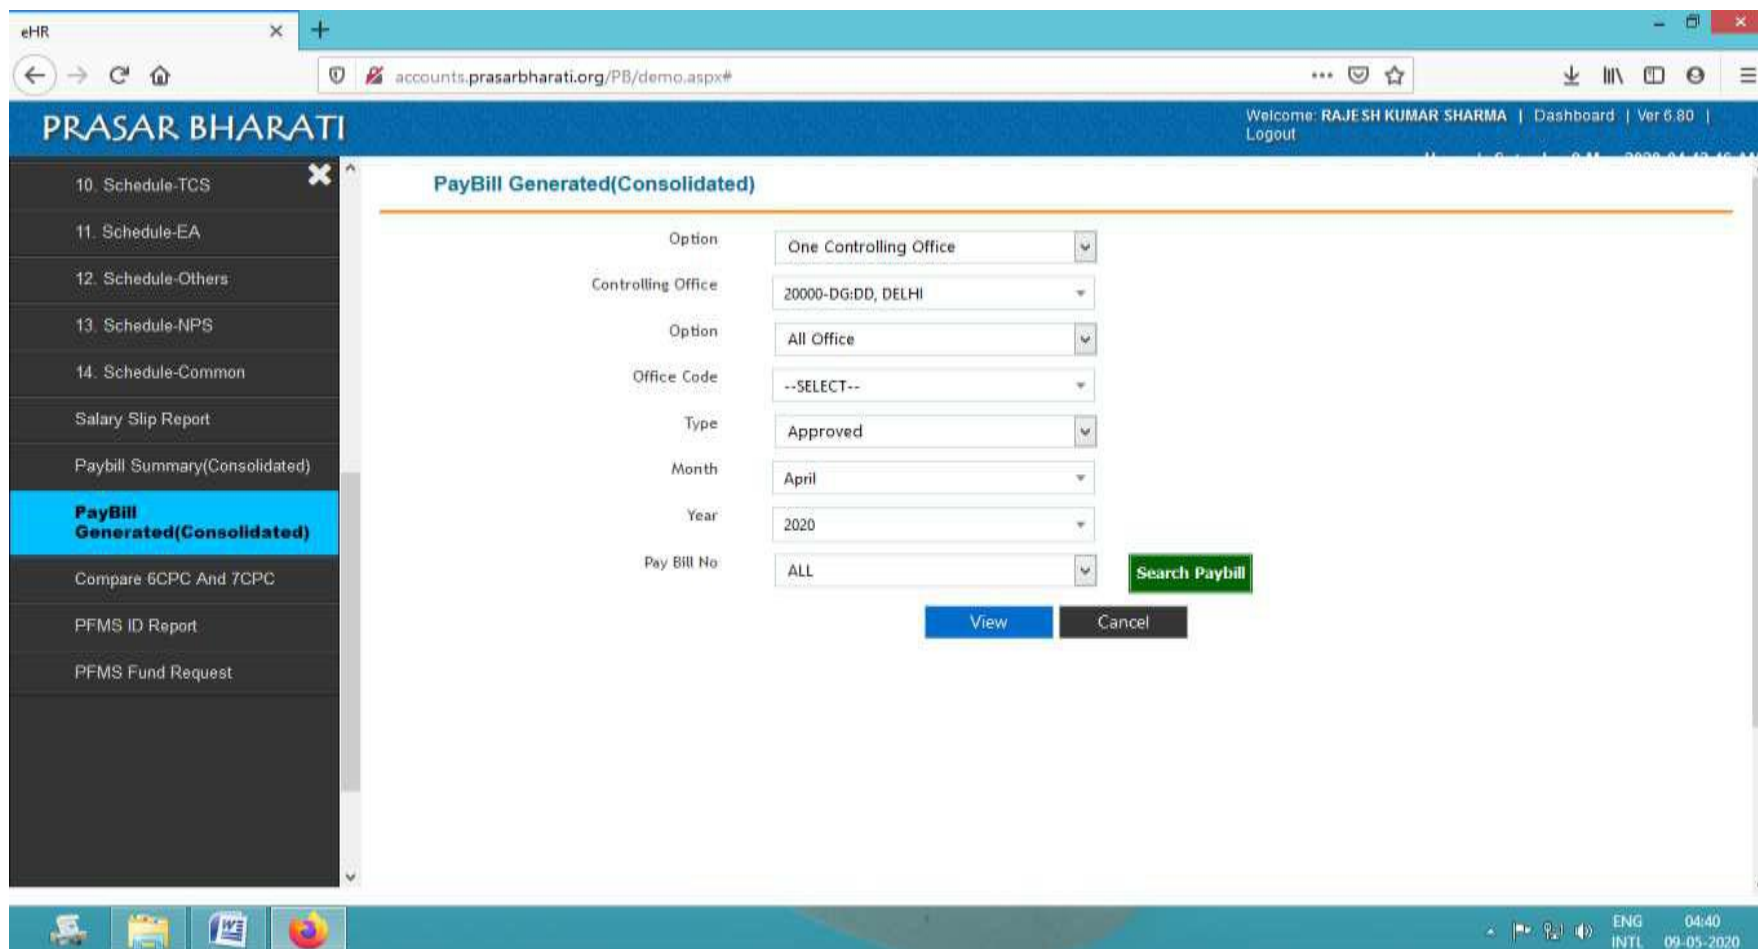 eHR
accounts.prasarbharati.org/PB/demo.aspx#
PRASAR BHARATI
Welcome: RAJESH KUMAR SHARMA | Dashboard | Ver 6.80 |
Logout
10. Schedule-TCS
11. Schedule-EA
12. Schedule-Others
13. Schedule-NPS
14. Schedule-Common
Salary Slip Report
Paybill Summary(Consolidated)
PayBill
Generated(Consolidated)
Compare 6CPC And 7CPC
PFMS ID Report
PFMS Fund Request
PayBill Generated(Consolidated)
Option One Controlling Office
Controlling Office 20000-DG:DD, DELHI
Option All Office
Office Code --SELECT--
Type Approved
Month April
Year 2020
Pay Bill No ALL Search Paybill
View Cancel
ENG 04:40
INTL 09-05-2020